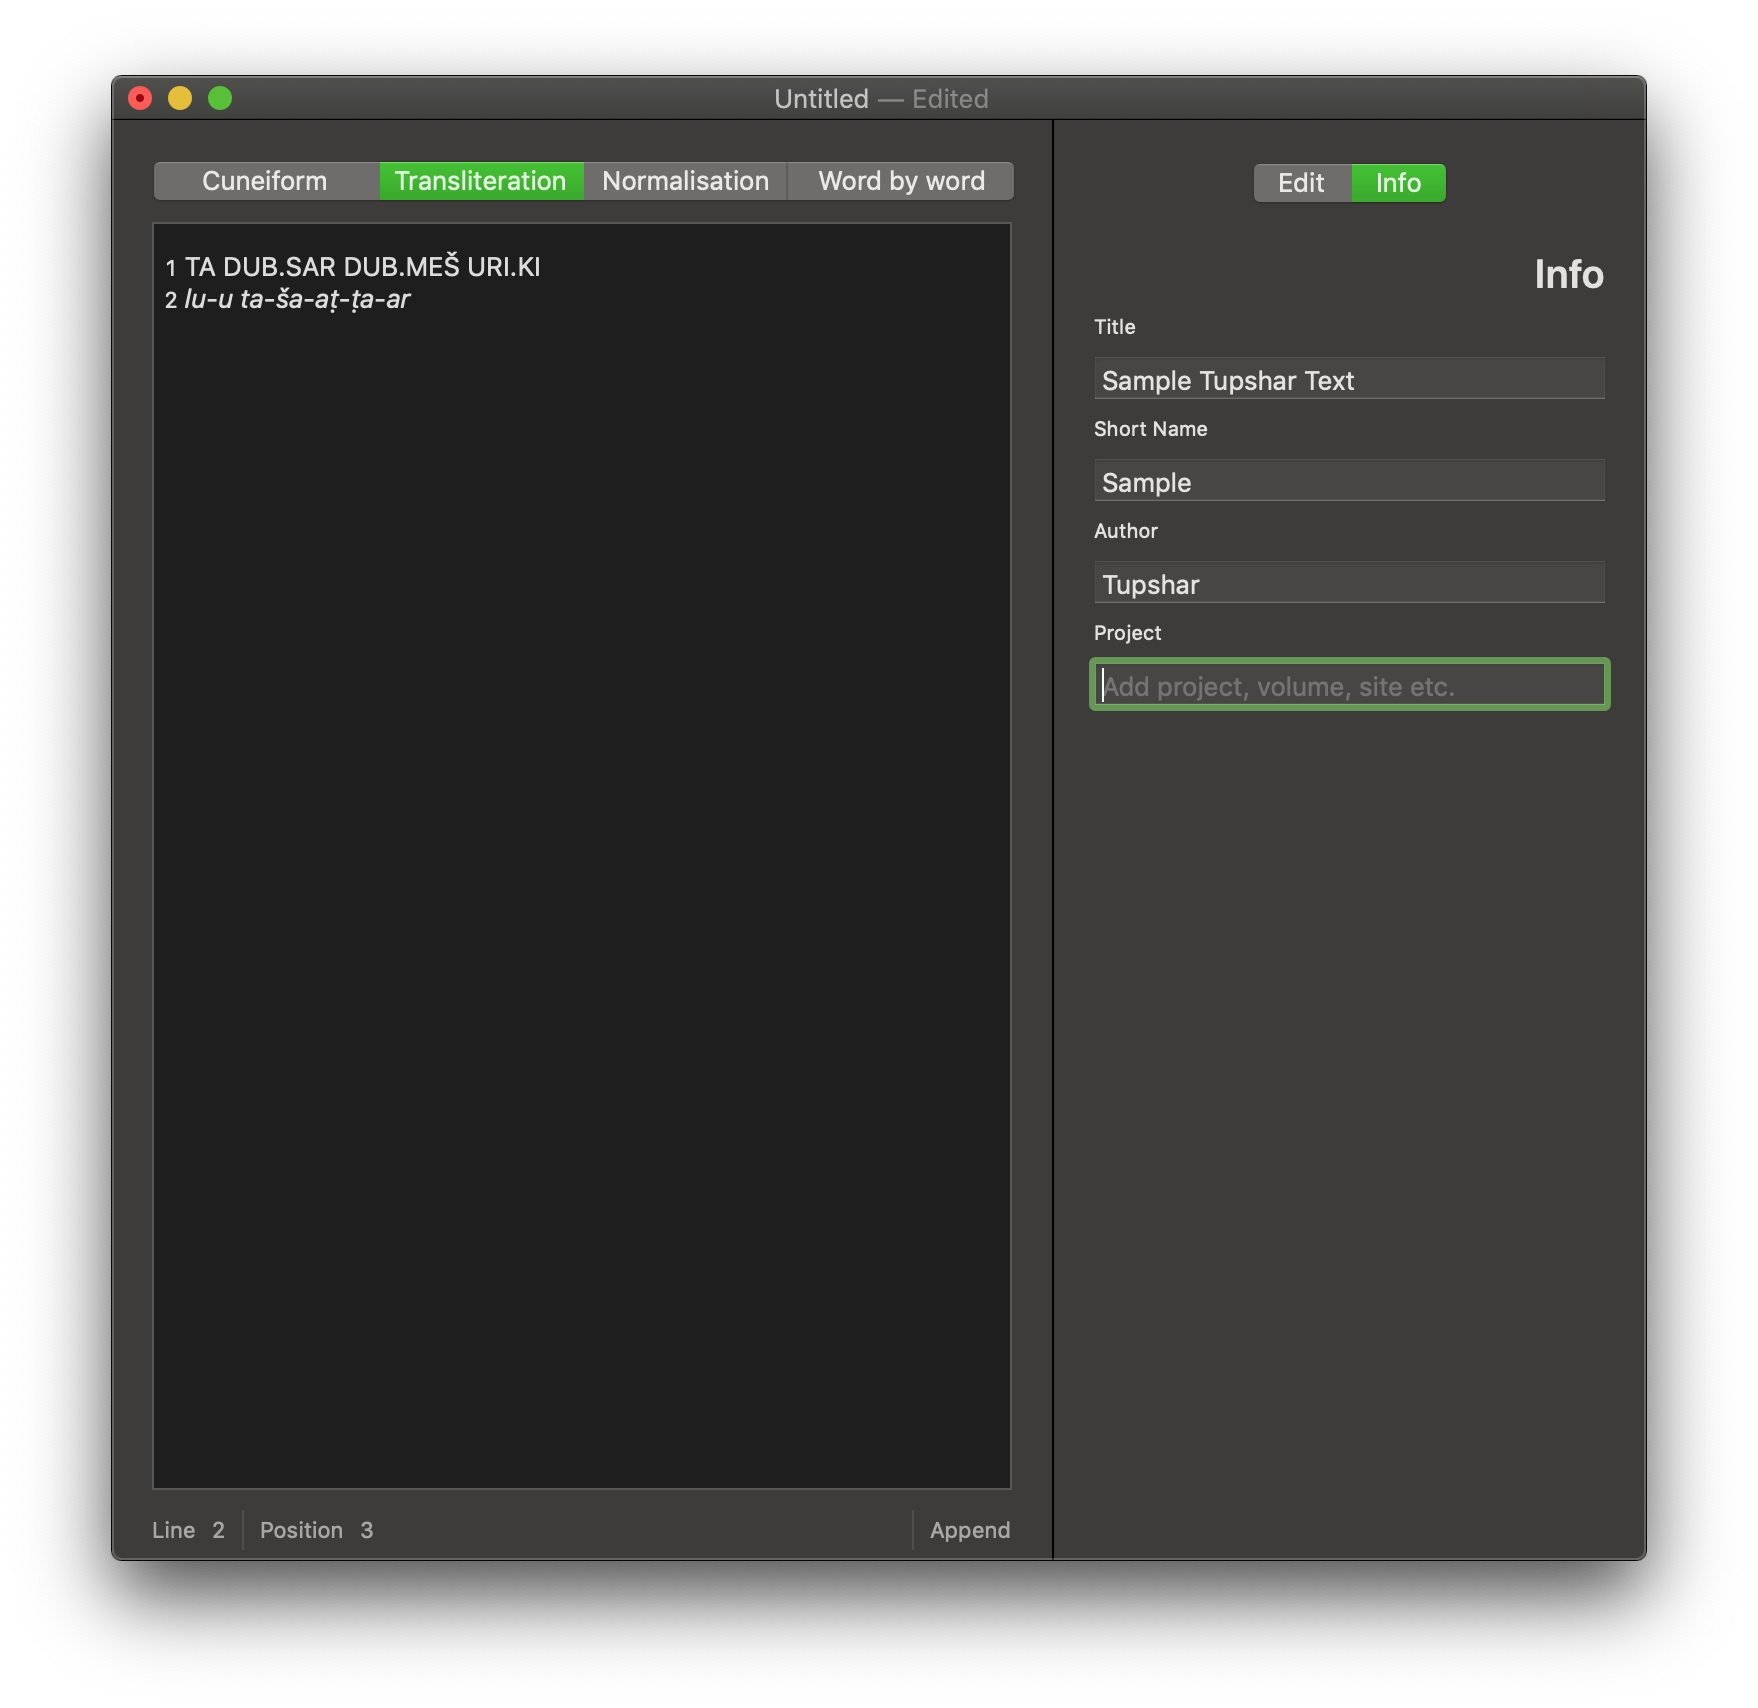 Untitled — Edited
Cuneiform Transliteration Normalisation Word by word
1 TA DUB.SAR DUB.MEŠ URI.KI
2 lu-u ta-ša-aṭ-ṭa-ar
Line 2 Position 3 Append
Edit Info
Info
Title
Sample Tupshar Text
Short Name
Sample
Author
Tupshar
Project
Add project, volume, site etc.